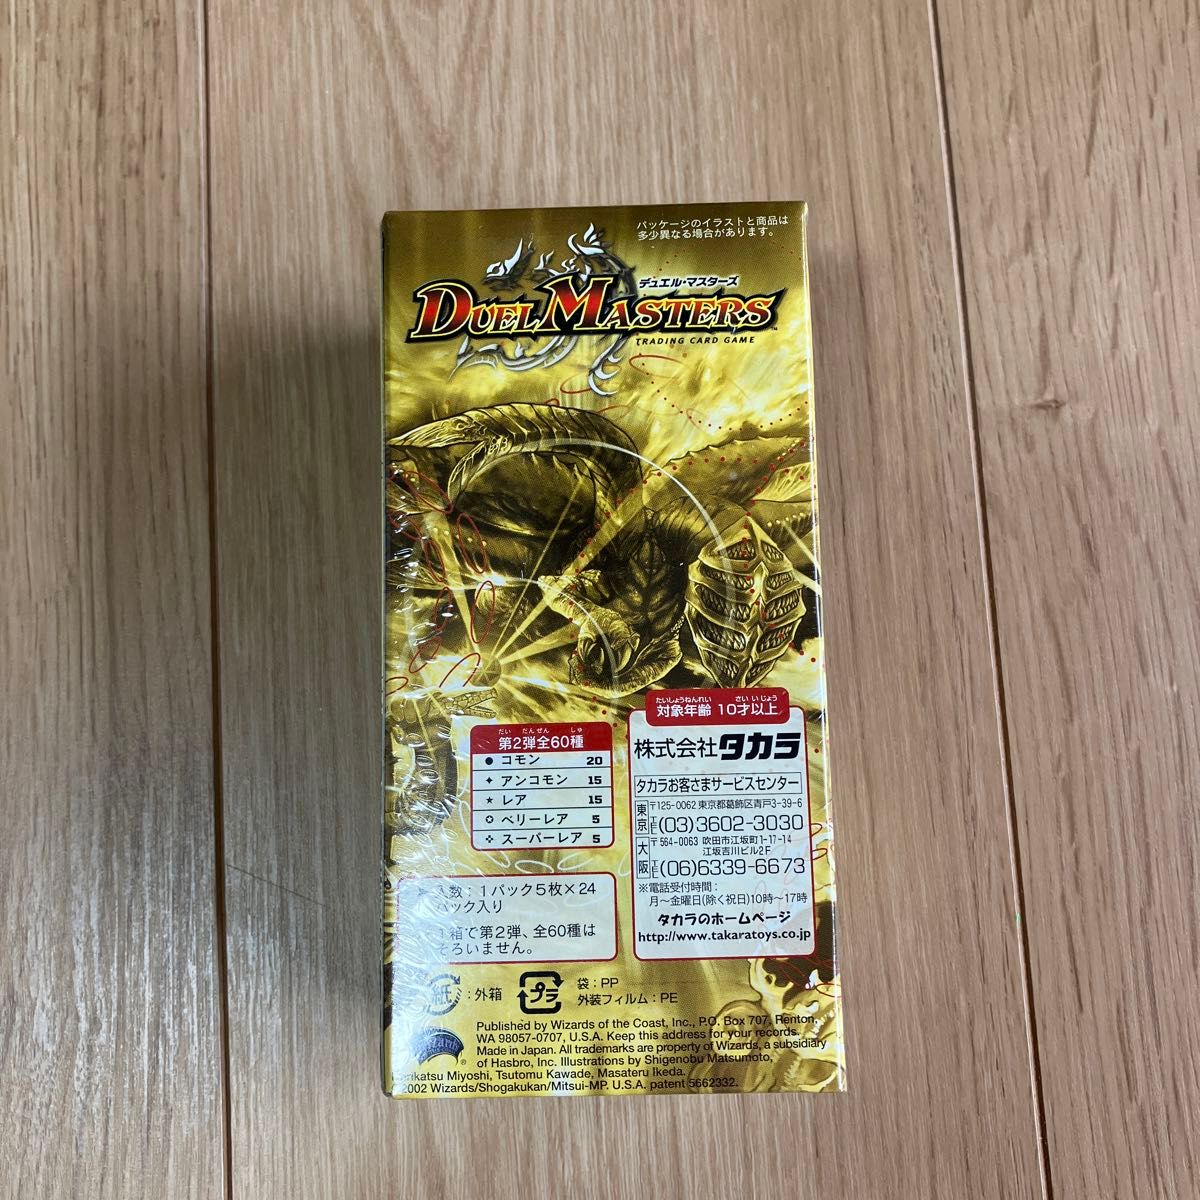 パッケージのイラストと商品は
多少異なる場合があります。
デュエル・マスターズ
DUEL MASTERS™
TRADING CARD GAME
たいしょうねんれい さいいじょう
対象年齢 10才以上
だい だんぜん しゅ
第2弾全60種
● コモン 20
✦ アンコモン 15
★ レア 15
✪ ベリーレア 5
❖ スーパーレア 5
株式会社タカラ
タカラお客さまサービスセンター
東京 〒125-0062 東京都葛飾区青戸3-39-6
TEL(03)3602-3030
大阪 〒564-0063 吹田市江坂町1-17-14
江坂吉川ビル2F
TEL(06)6339-6673
※電話受付時間:
月〜金曜日(除く祝日)10時〜17時
タカラのホームページ
http://www.takaratoys.co.jp
入数:1パック5枚×24
パック入り
1箱で第2弾、全60種は
そろいません。
紙:外箱
プラ
袋:PP
外装フィルム:PE
Published by Wizards of the Coast, Inc., P.O. Box 707, Renton,
WA 98057-0707, U.S.A. Keep this address for your records.
Made in Japan. All trademarks are property of Wizards, a subsidiary
of Hasbro, Inc. Illustrations by Shigenobu Matsumoto,
Miyoshi, Tsutomu Kawade, Masateru Ikeda.
2002 Wizards/Shogakukan/Mitsui-MP. U.S.A. patent 5662332.